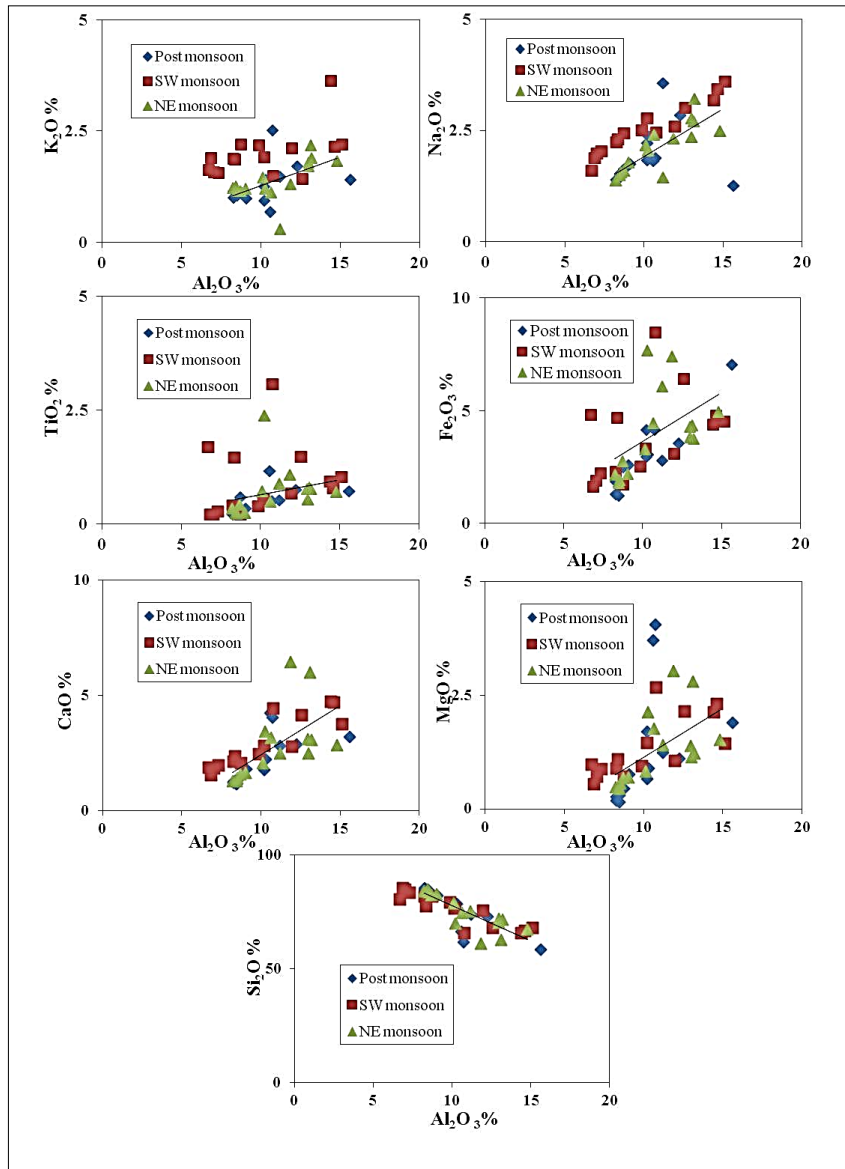 5
Post monsoon
SW monsoon
NE monsoon
K₂O %
2.5
0
0 5 10 15 20
Al₂O₃%
5
Post monsoon
SW monsoon
NE monsoon
Na₂O %
2.5
0
0 5 10 15 20
Al₂O₃%
5
Post monsoon
SW monsoon
NE monsoon
TiO₂ %
2.5
0
0 5 10 15 20
Al₂O₃%
10
Post monsoon
SW monsoon
NE monsoon
Fe₂O₃ %
5
0
0 5 10 15 20
Al₂O₃%
10
Post monsoon
SW monsoon
NE monsoon
CaO %
5
0
0 5 10 15 20
Al₂O₃%
5
Post monsoon
SW monsoon
NE monsoon
MgO %
2.5
0
0 5 10 15 20
Al₂O₃%
100
Si₂O %
50
Post monsoon
SW monsoon
NE monsoon
0
0 5 10 15 20
Al₂O₃%